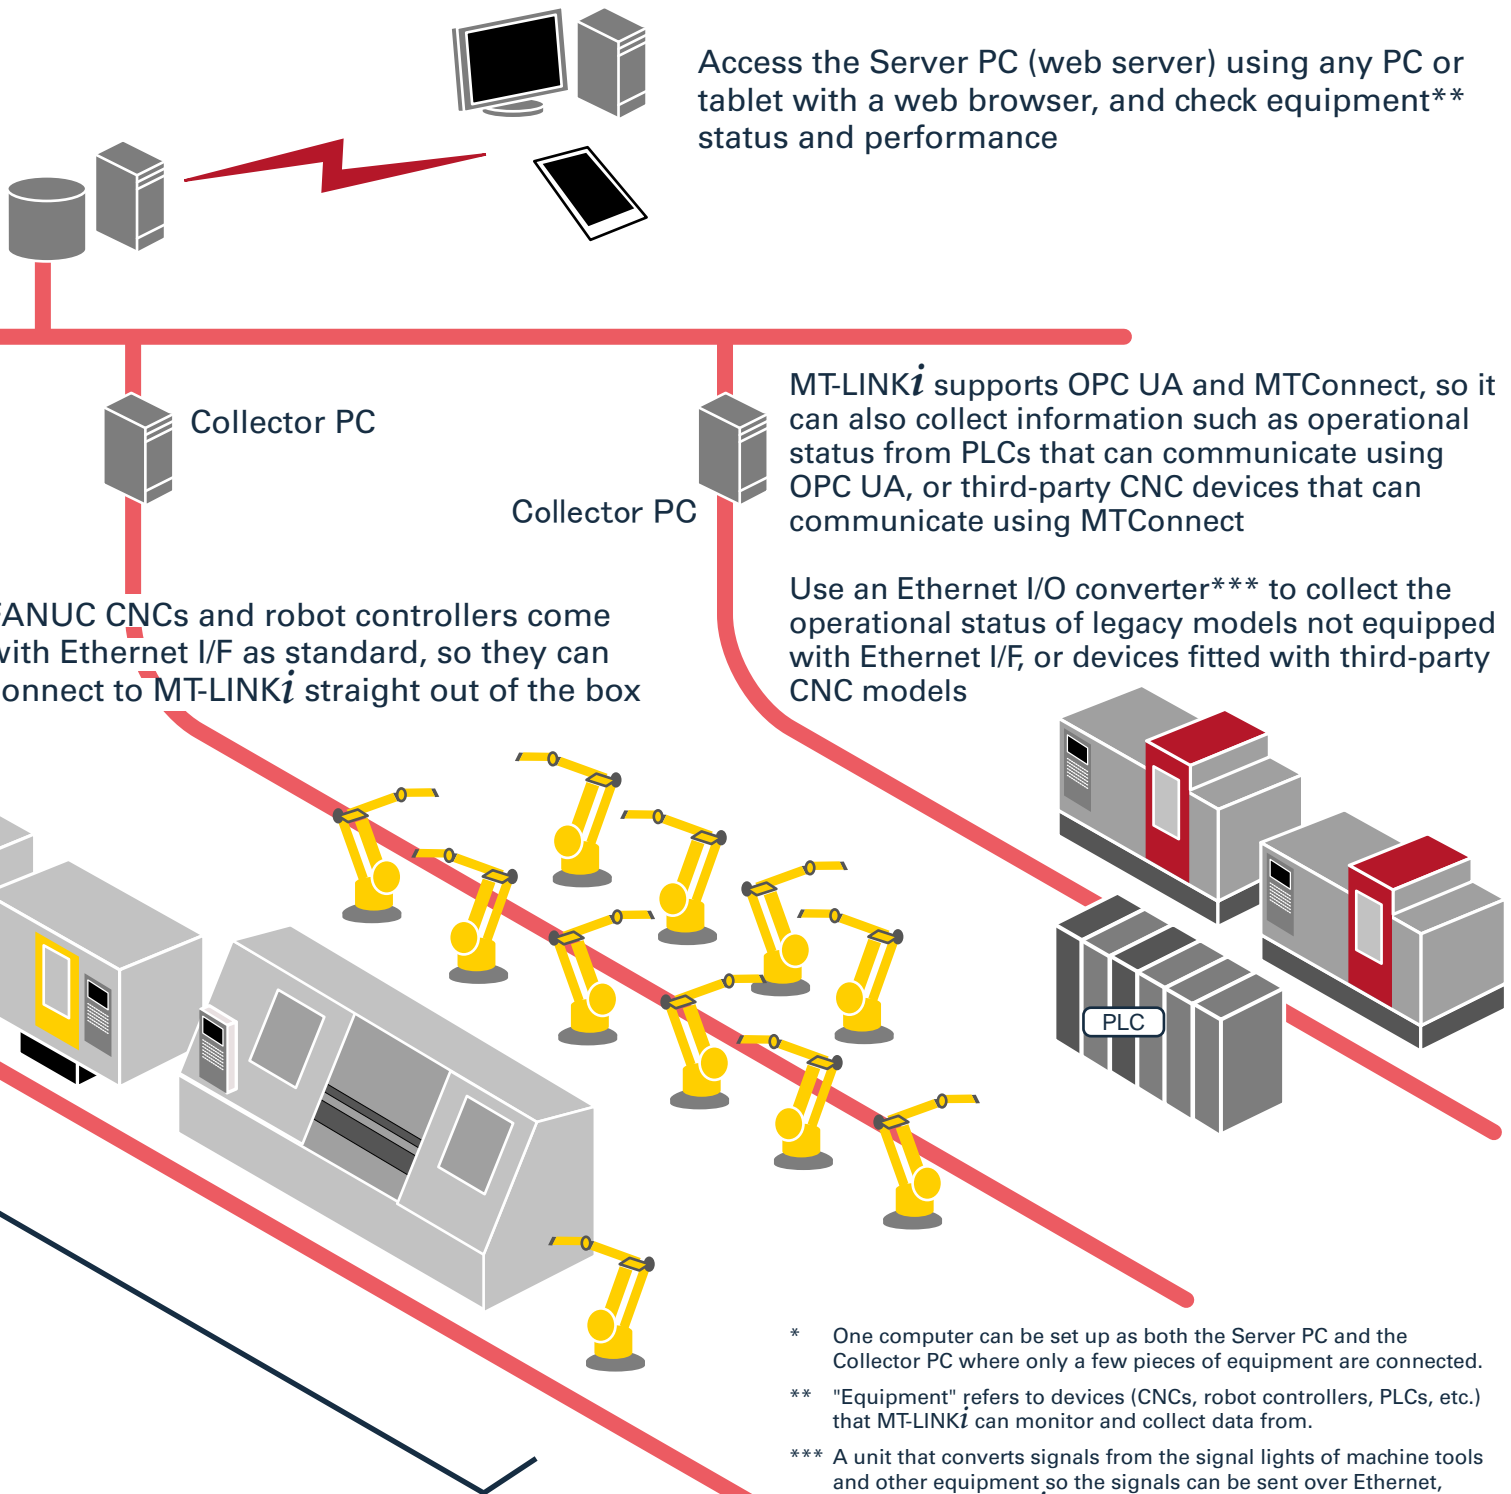 Access the Server PC (web server) using any PC or
tablet with a web browser, and check equipment**
status and performance
Collector PC
Collector PC
MT-LINKi supports OPC UA and MTConnect, so it
can also collect information such as operational
status from PLCs that can communicate using
OPC UA, or third-party CNC devices that can
communicate using MTConnect
Use an Ethernet I/O converter*** to collect the
operational status of legacy models not equipped
with Ethernet I/F, or devices fitted with third-party
CNC models
FANUC CNCs and robot controllers come
with Ethernet I/F as standard, so they can
connect to MT-LINKi straight out of the box
PLC
* One computer can be set up as both the Server PC and the
Collector PC where only a few pieces of equipment are connected.
** "Equipment" refers to devices (CNCs, robot controllers, PLCs, etc.)
that MT-LINKi can monitor and collect data from.
*** A unit that converts signals from the signal lights of machine tools
and other equipment so the signals can be sent over Ethernet,